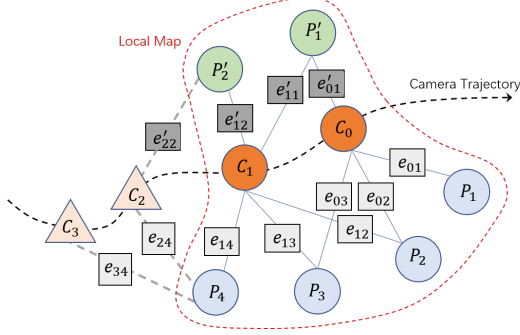 P′₁
Local Map
P′₂
e′₁₁
e′₀₁
Camera Trajectory
e′₂₂
e′₁₂
C₀
C₁
e₀₁
C₂
e₀₃
e₀₂
P₁
C₃
e₂₄
e₁₄
e₁₃
e₁₂
P₂
e₃₄
P₄
P₃